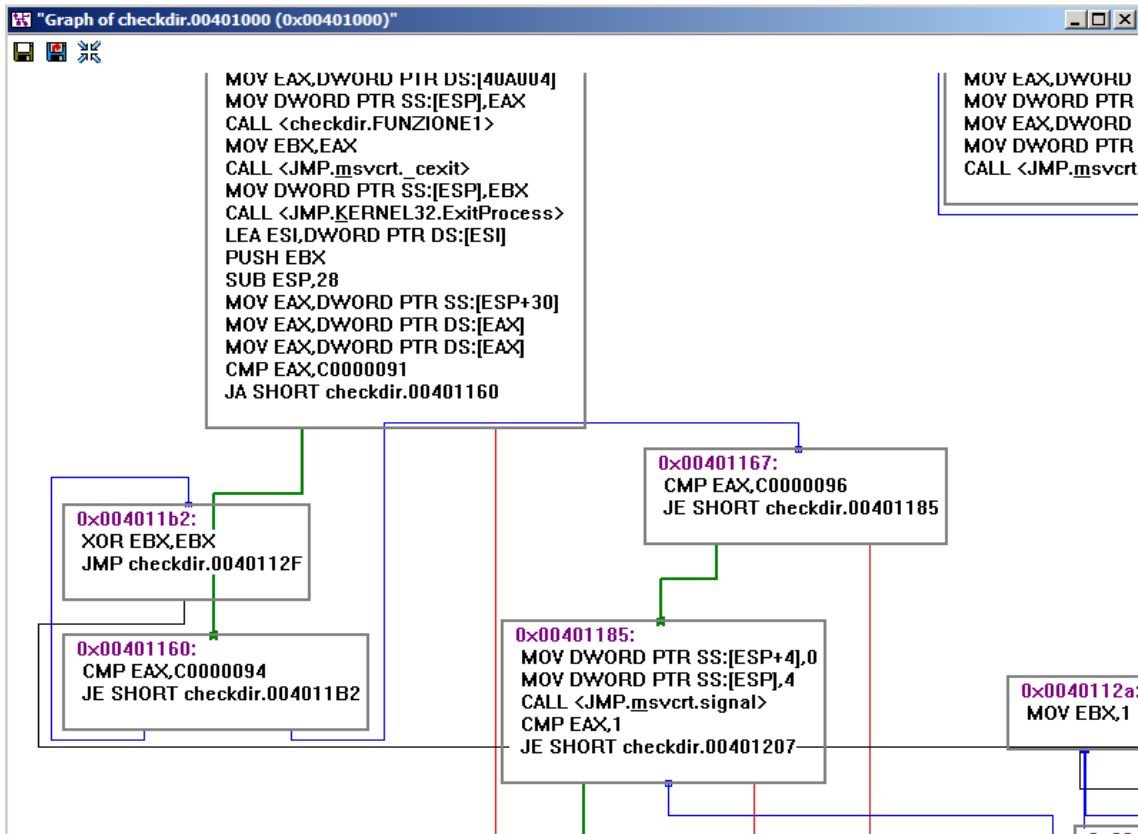 "Graph of checkdir.00401000 (0x00401000)"
MOV EAX,DWORD PTR DS:[40A004]
MOV DWORD PTR SS:[ESP],EAX
CALL <checkdir.FUNZIONE1>
MOV EBX,EAX
CALL <JMP.msvcrt._cexit>
MOV DWORD PTR SS:[ESP],EBX
CALL <JMP.KERNEL32.ExitProcess>
LEA ESI,DWORD PTR DS:[ESI]
PUSH EBX
SUB ESP,28
MOV EAX,DWORD PTR SS:[ESP+30]
MOV EAX,DWORD PTR DS:[EAX]
MOV EAX,DWORD PTR DS:[EAX]
CMP EAX,C0000091
JA SHORT checkdir.00401160
MOV EAX,DWORD
MOV DWORD PTR
MOV EAX,DWORD
MOV DWORD PTR
CALL <JMP.msvcrt.
0x00401167:
CMP EAX,C0000096
JE SHORT checkdir.00401185
0x004011b2:
XOR EBX,EBX
JMP checkdir.0040112F
0x00401160:
CMP EAX,C0000094
JE SHORT checkdir.004011B2
0x00401185:
MOV DWORD PTR SS:[ESP+4],0
MOV DWORD PTR SS:[ESP],4
CALL <JMP.msvcrt.signal>
CMP EAX,1
JE SHORT checkdir.00401207
0x0040112a:
MOV EBX,1